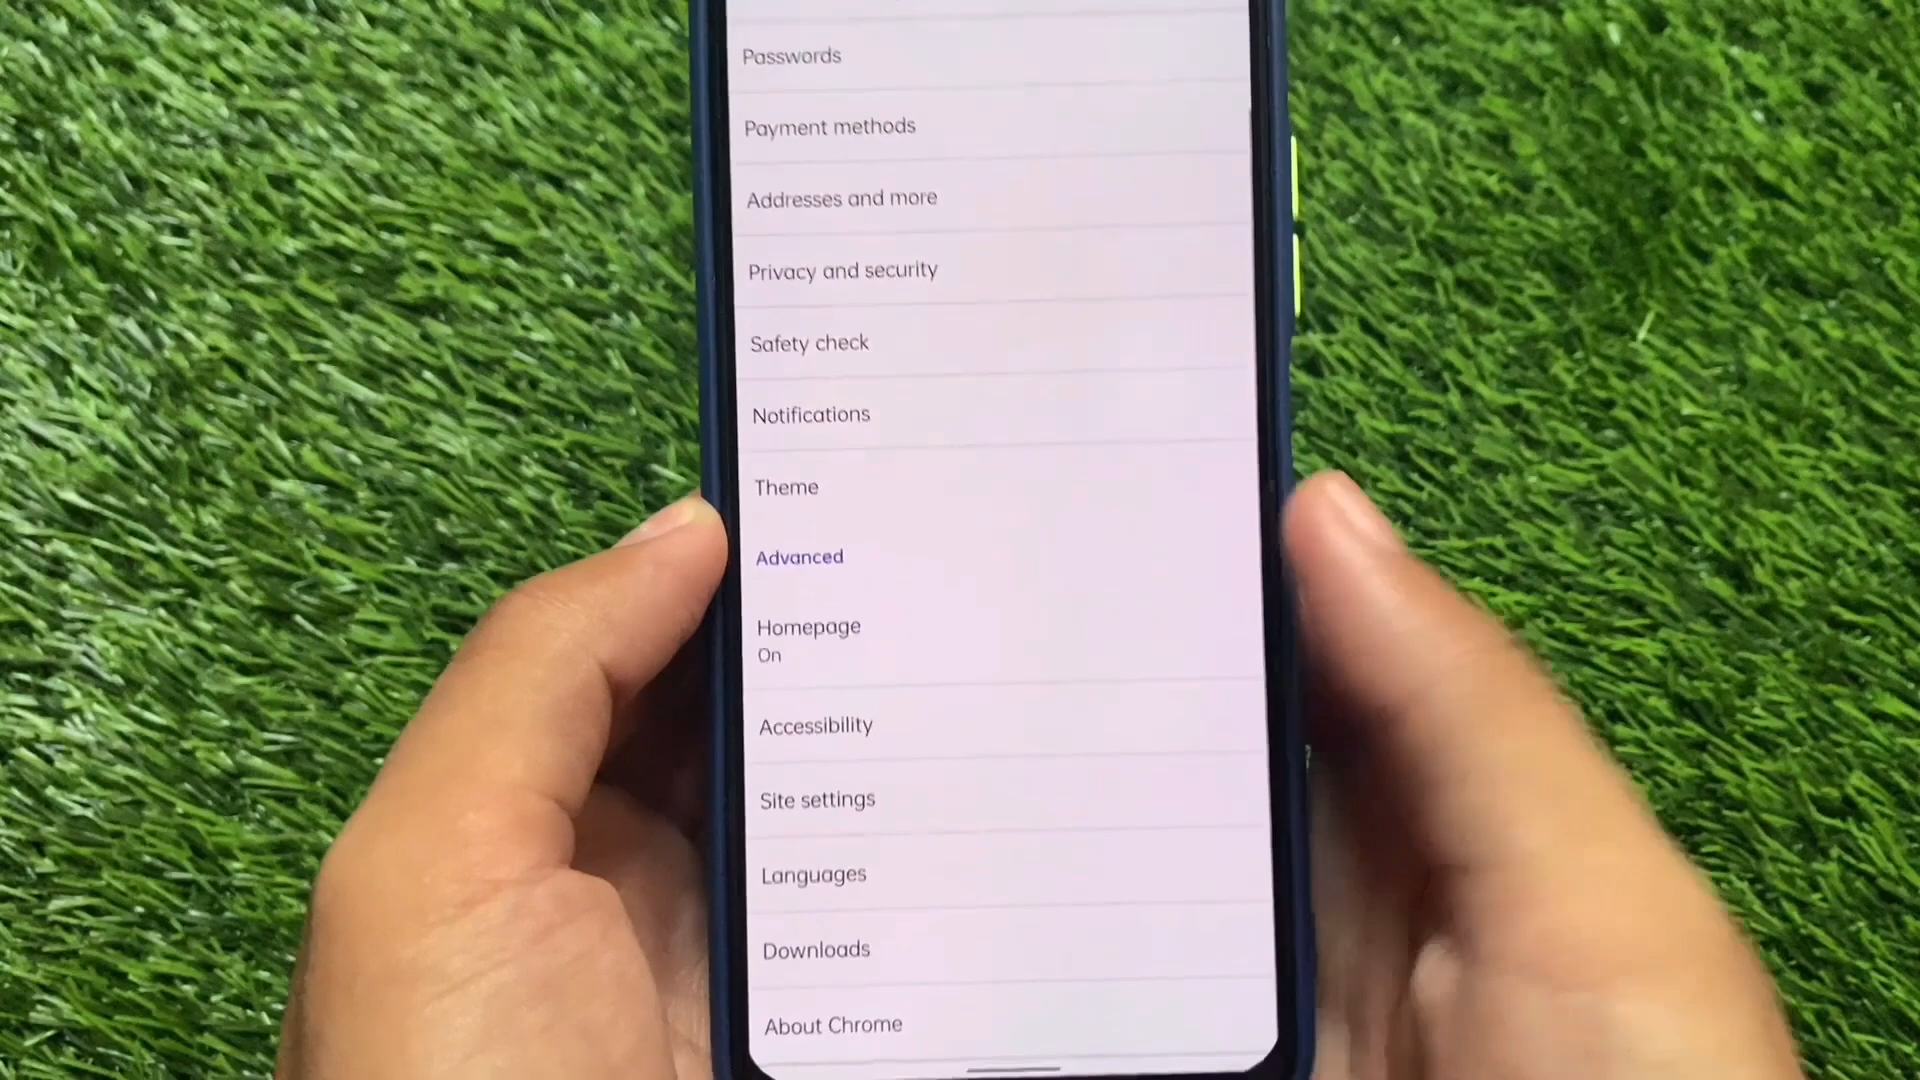 Passwords
Payment methods
Addresses and more
Privacy and security
Safety check
Notifications
Theme
Advanced
Homepage
On
Accessibility
Site settings
Languages
Downloads
About Chrome